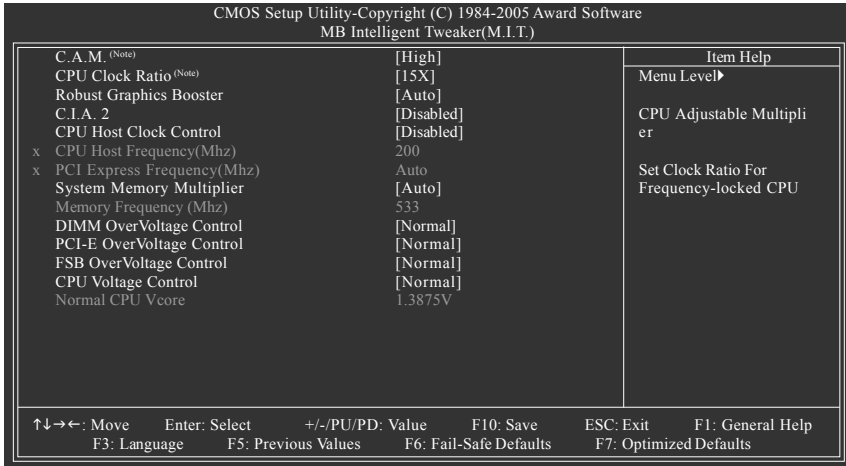 CMOS Setup Utility-Copyright (C) 1984-2005 Award Software
MB Intelligent Tweaker(M.I.T.)
C.A.M. (Note) [High] Item Help
CPU Clock Ratio (Note) [15X] Menu Level▶
Robust Graphics Booster [Auto]
C.I.A. 2 [Disabled] CPU Adjustable Multipli
CPU Host Clock Control [Disabled] er
x CPU Host Frequency(Mhz) 200
x PCI Express Frequency(Mhz) Auto Set Clock Ratio For
System Memory Multiplier [Auto] Frequency-locked CPU
Memory Frequency (Mhz) 533
DIMM OverVoltage Control [Normal]
PCI-E OverVoltage Control [Normal]
FSB OverVoltage Control [Normal]
CPU Voltage Control [Normal]
Normal CPU Vcore 1.3875V
↑↓→←: Move Enter: Select +/-/PU/PD: Value F10: Save ESC: Exit F1: General Help
F3: Language F5: Previous Values F6: Fail-Safe Defaults F7: Optimized Defaults